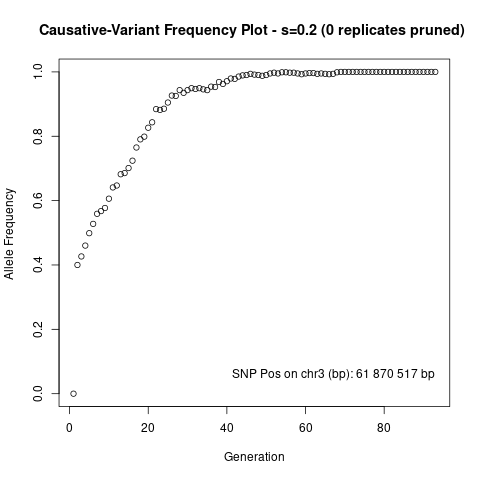 Causative-Variant Frequency Plot - s=0.2 (0 replicates pruned)
1.0
0.8
0.6
0.4
0.2
0.0
Allele Frequency
SNP Pos on chr3 (bp): 61 870 517 bp
0 20 40 60 80
Generation